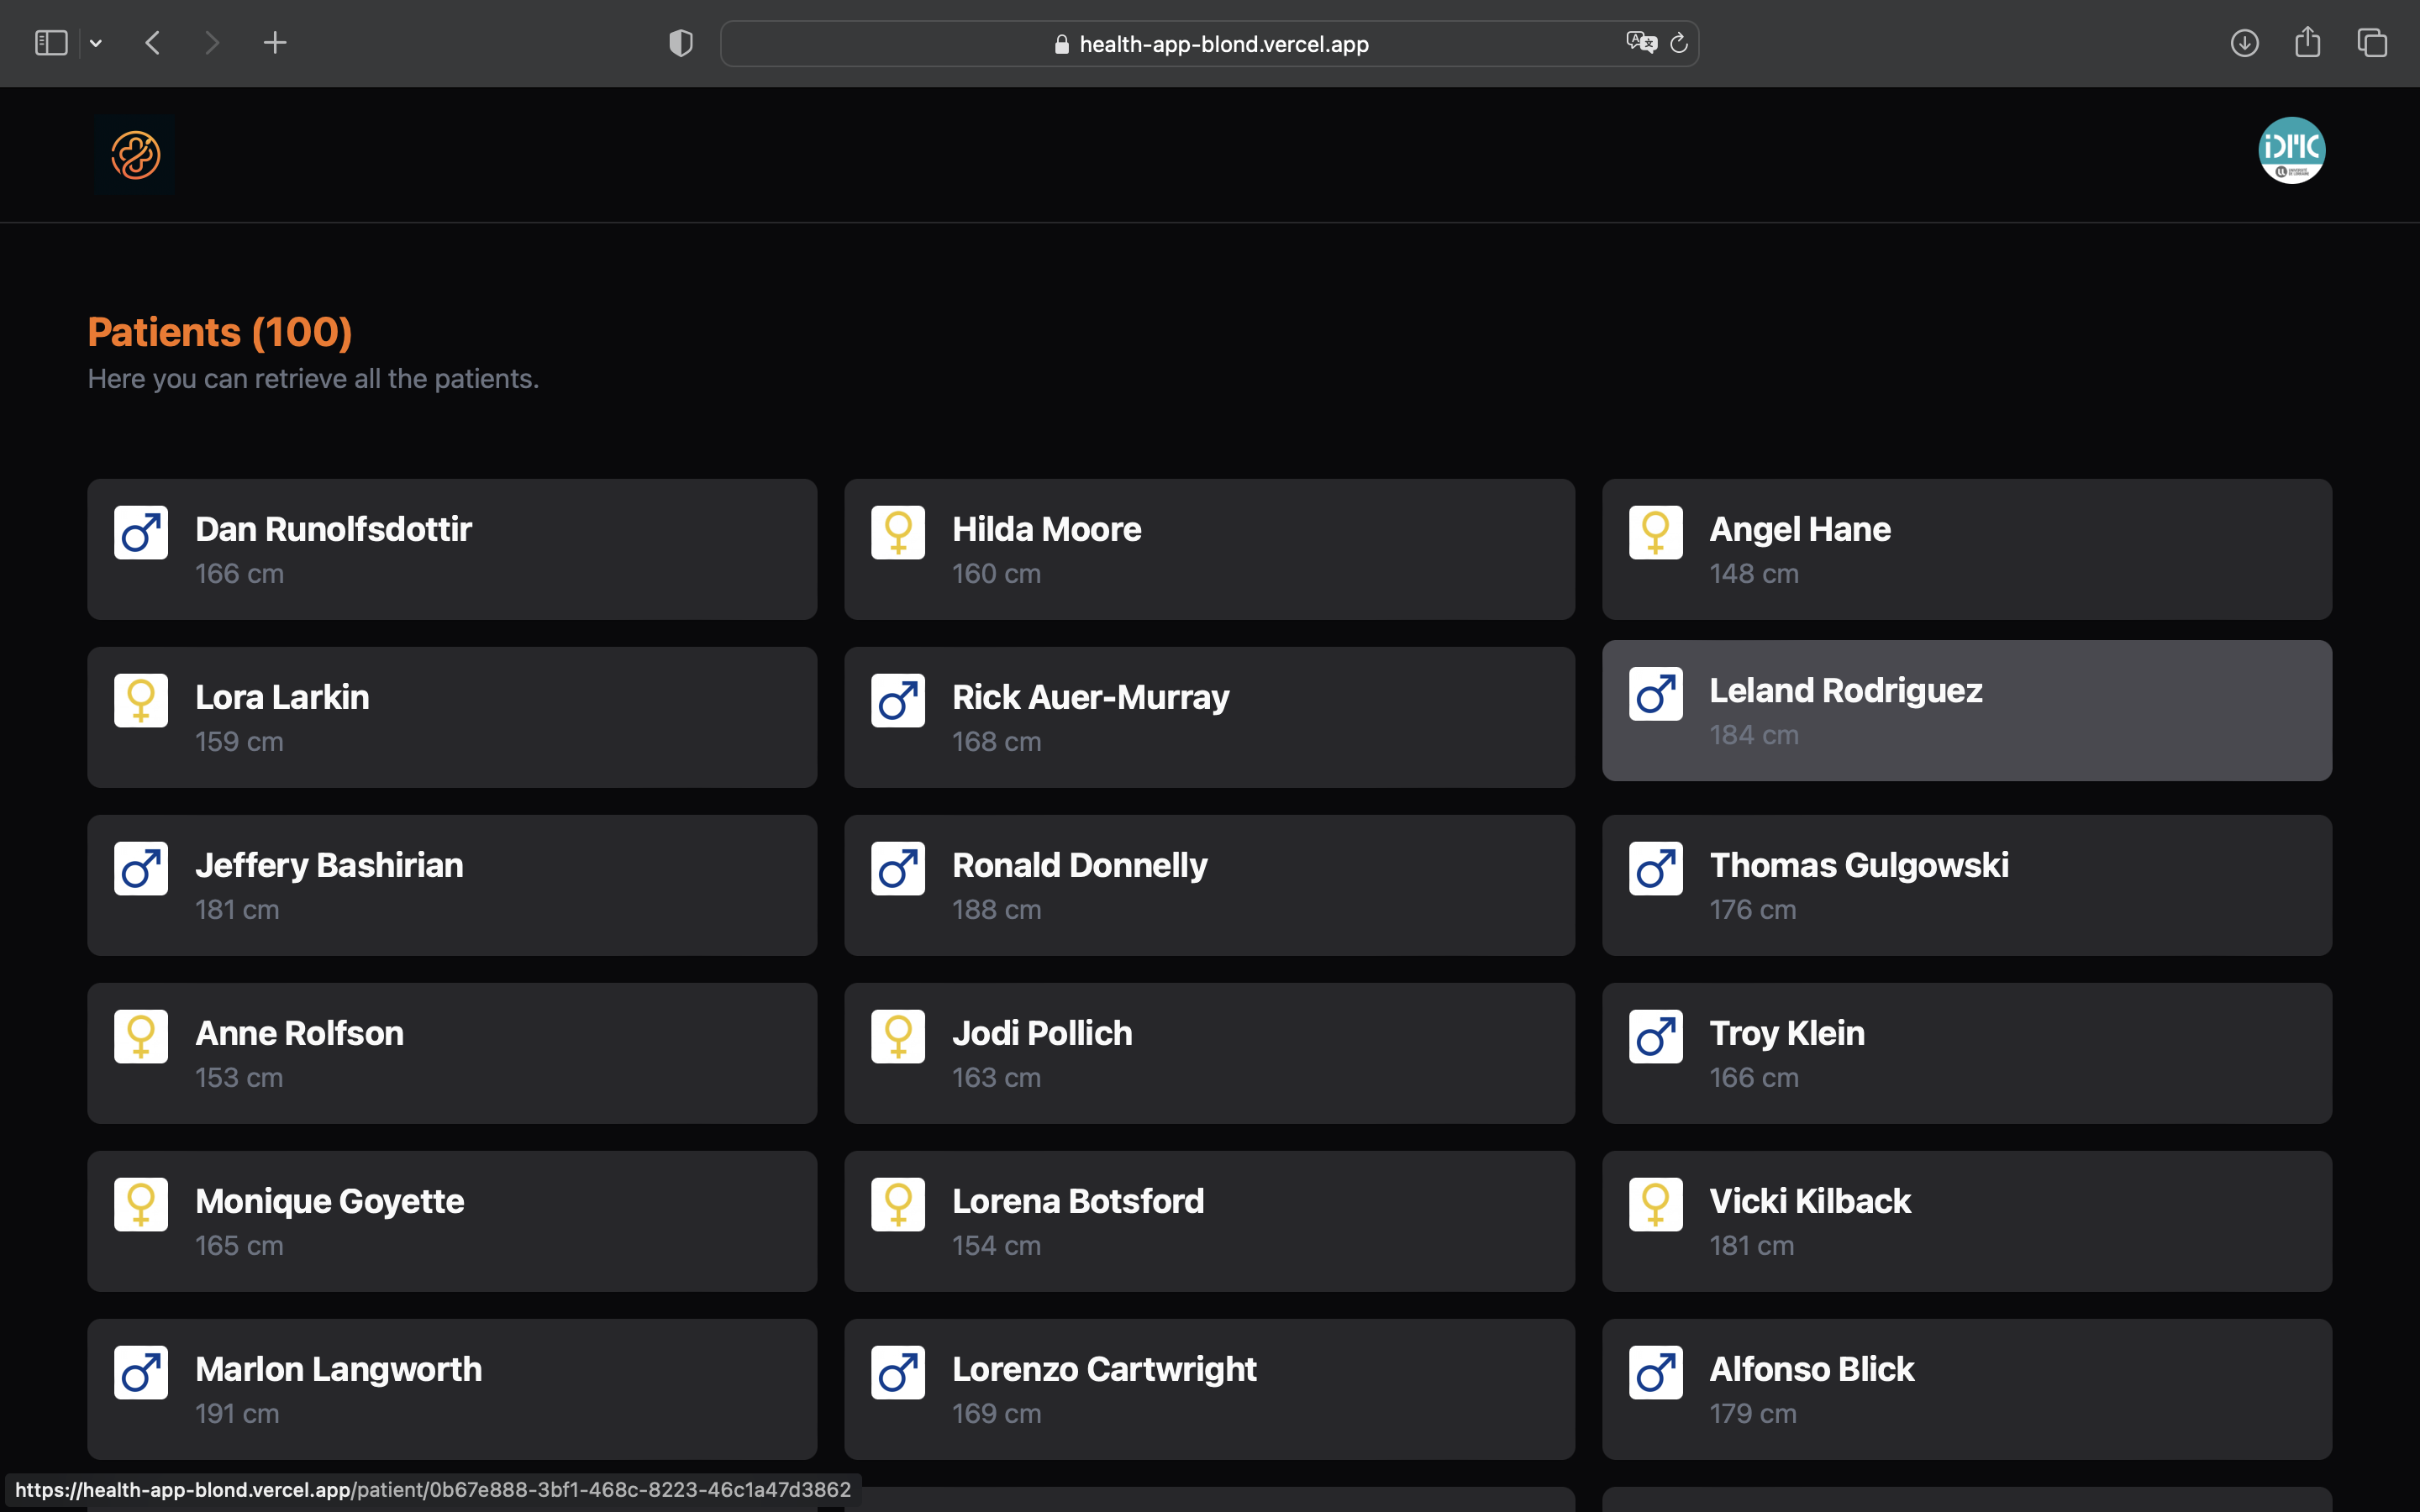 health-app-blond.vercel.app
iDMC
Patients (100)
Here you can retrieve all the patients.
Dan Runolfsdottir
166 cm
Hilda Moore
160 cm
Angel Hane
148 cm
Lora Larkin
159 cm
Rick Auer-Murray
168 cm
Leland Rodriguez
184 cm
Jeffery Bashirian
181 cm
Ronald Donnelly
188 cm
Thomas Gulgowski
176 cm
Anne Rolfson
153 cm
Jodi Pollich
163 cm
Troy Klein
166 cm
Monique Goyette
165 cm
Lorena Botsford
154 cm
Vicki Kilback
181 cm
Marlon Langworth
191 cm
Lorenzo Cartwright
169 cm
Alfonso Blick
179 cm
https://health-app-blond.vercel.app/patient/0b67e888-3bf1-468c-8223-46c1a47d3862